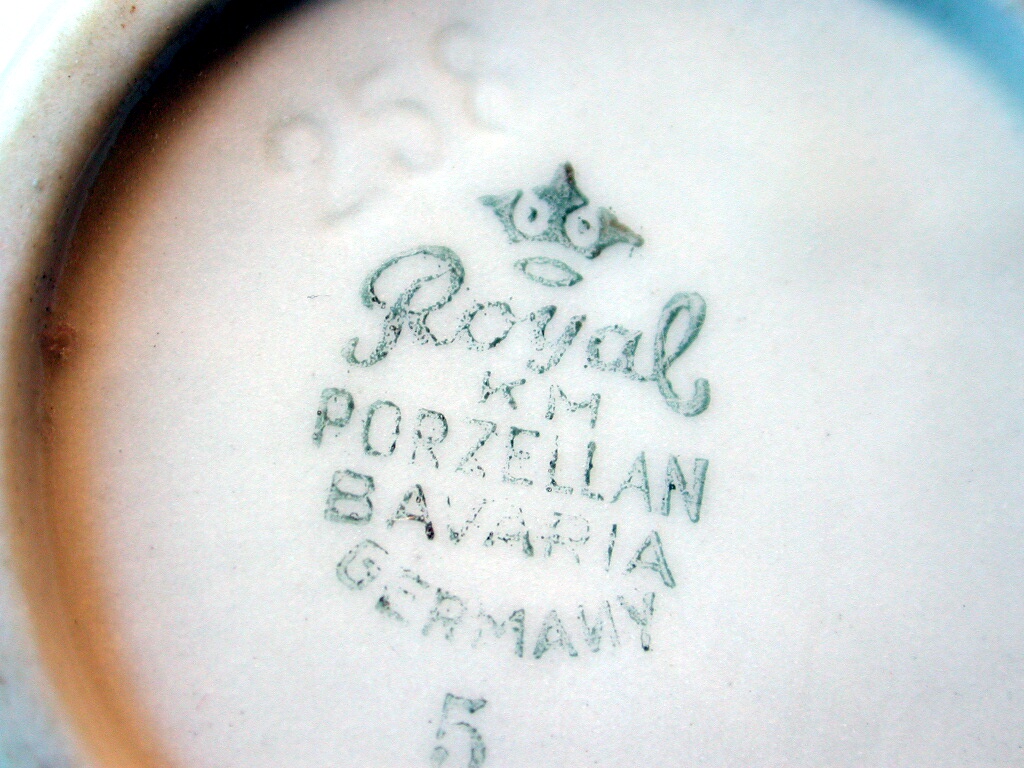 Royal
KM
PORZELLAN
BAVARIA
GERMANY
5